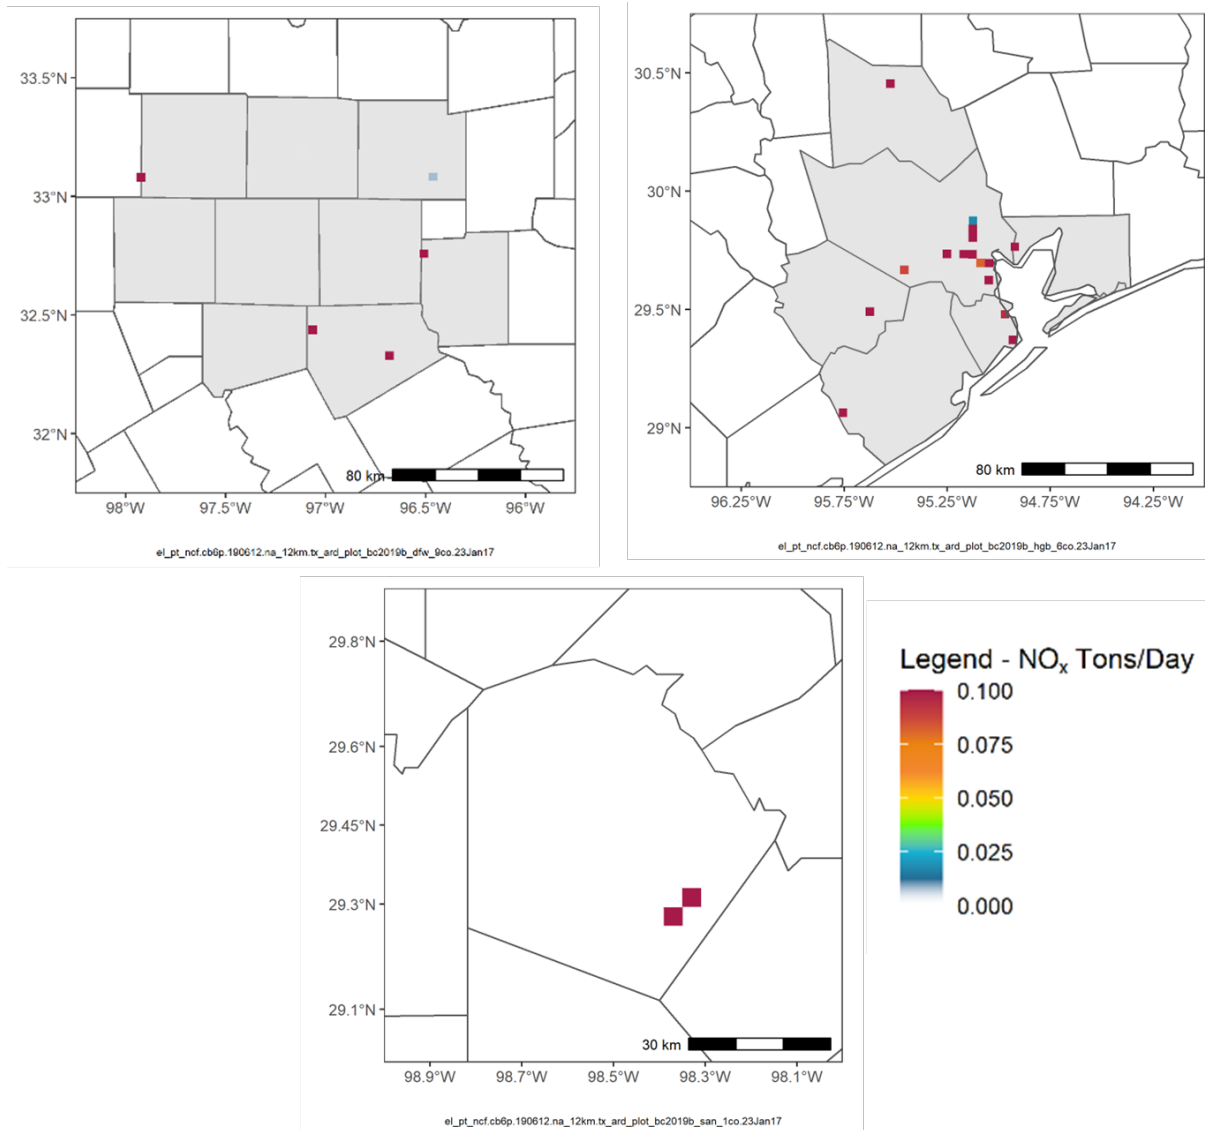 33.5°N
33°N
32.5°N
32°N
80 km
98°W 97.5°W 97°W 96.5°W 96°W
el_pt_ncf.cb6p.190612.na_12km.tx_ard_plot_bc2019b_dfw_9co.23Jan17
30.5°N
30°N
29.5°N
29°N
80 km
96.25°W 95.75°W 95.25°W 94.75°W 94.25°W
el_pt_ncf.cb6p.190612.na_12km.tx_ard_plot_bc2019b_hgb_6co.23Jan17
29.8°N
29.6°N
29.45°N
29.3°N
29.1°N
30 km
98.9°W 98.7°W 98.5°W 98.3°W 98.1°W
el_pt_ncf.cb6p.190612.na_12km.tx_ard_plot_bc2019b_san_1co.23Jan17
Legend - NOₓ Tons/Day
0.100
0.075
0.050
0.025
0.000